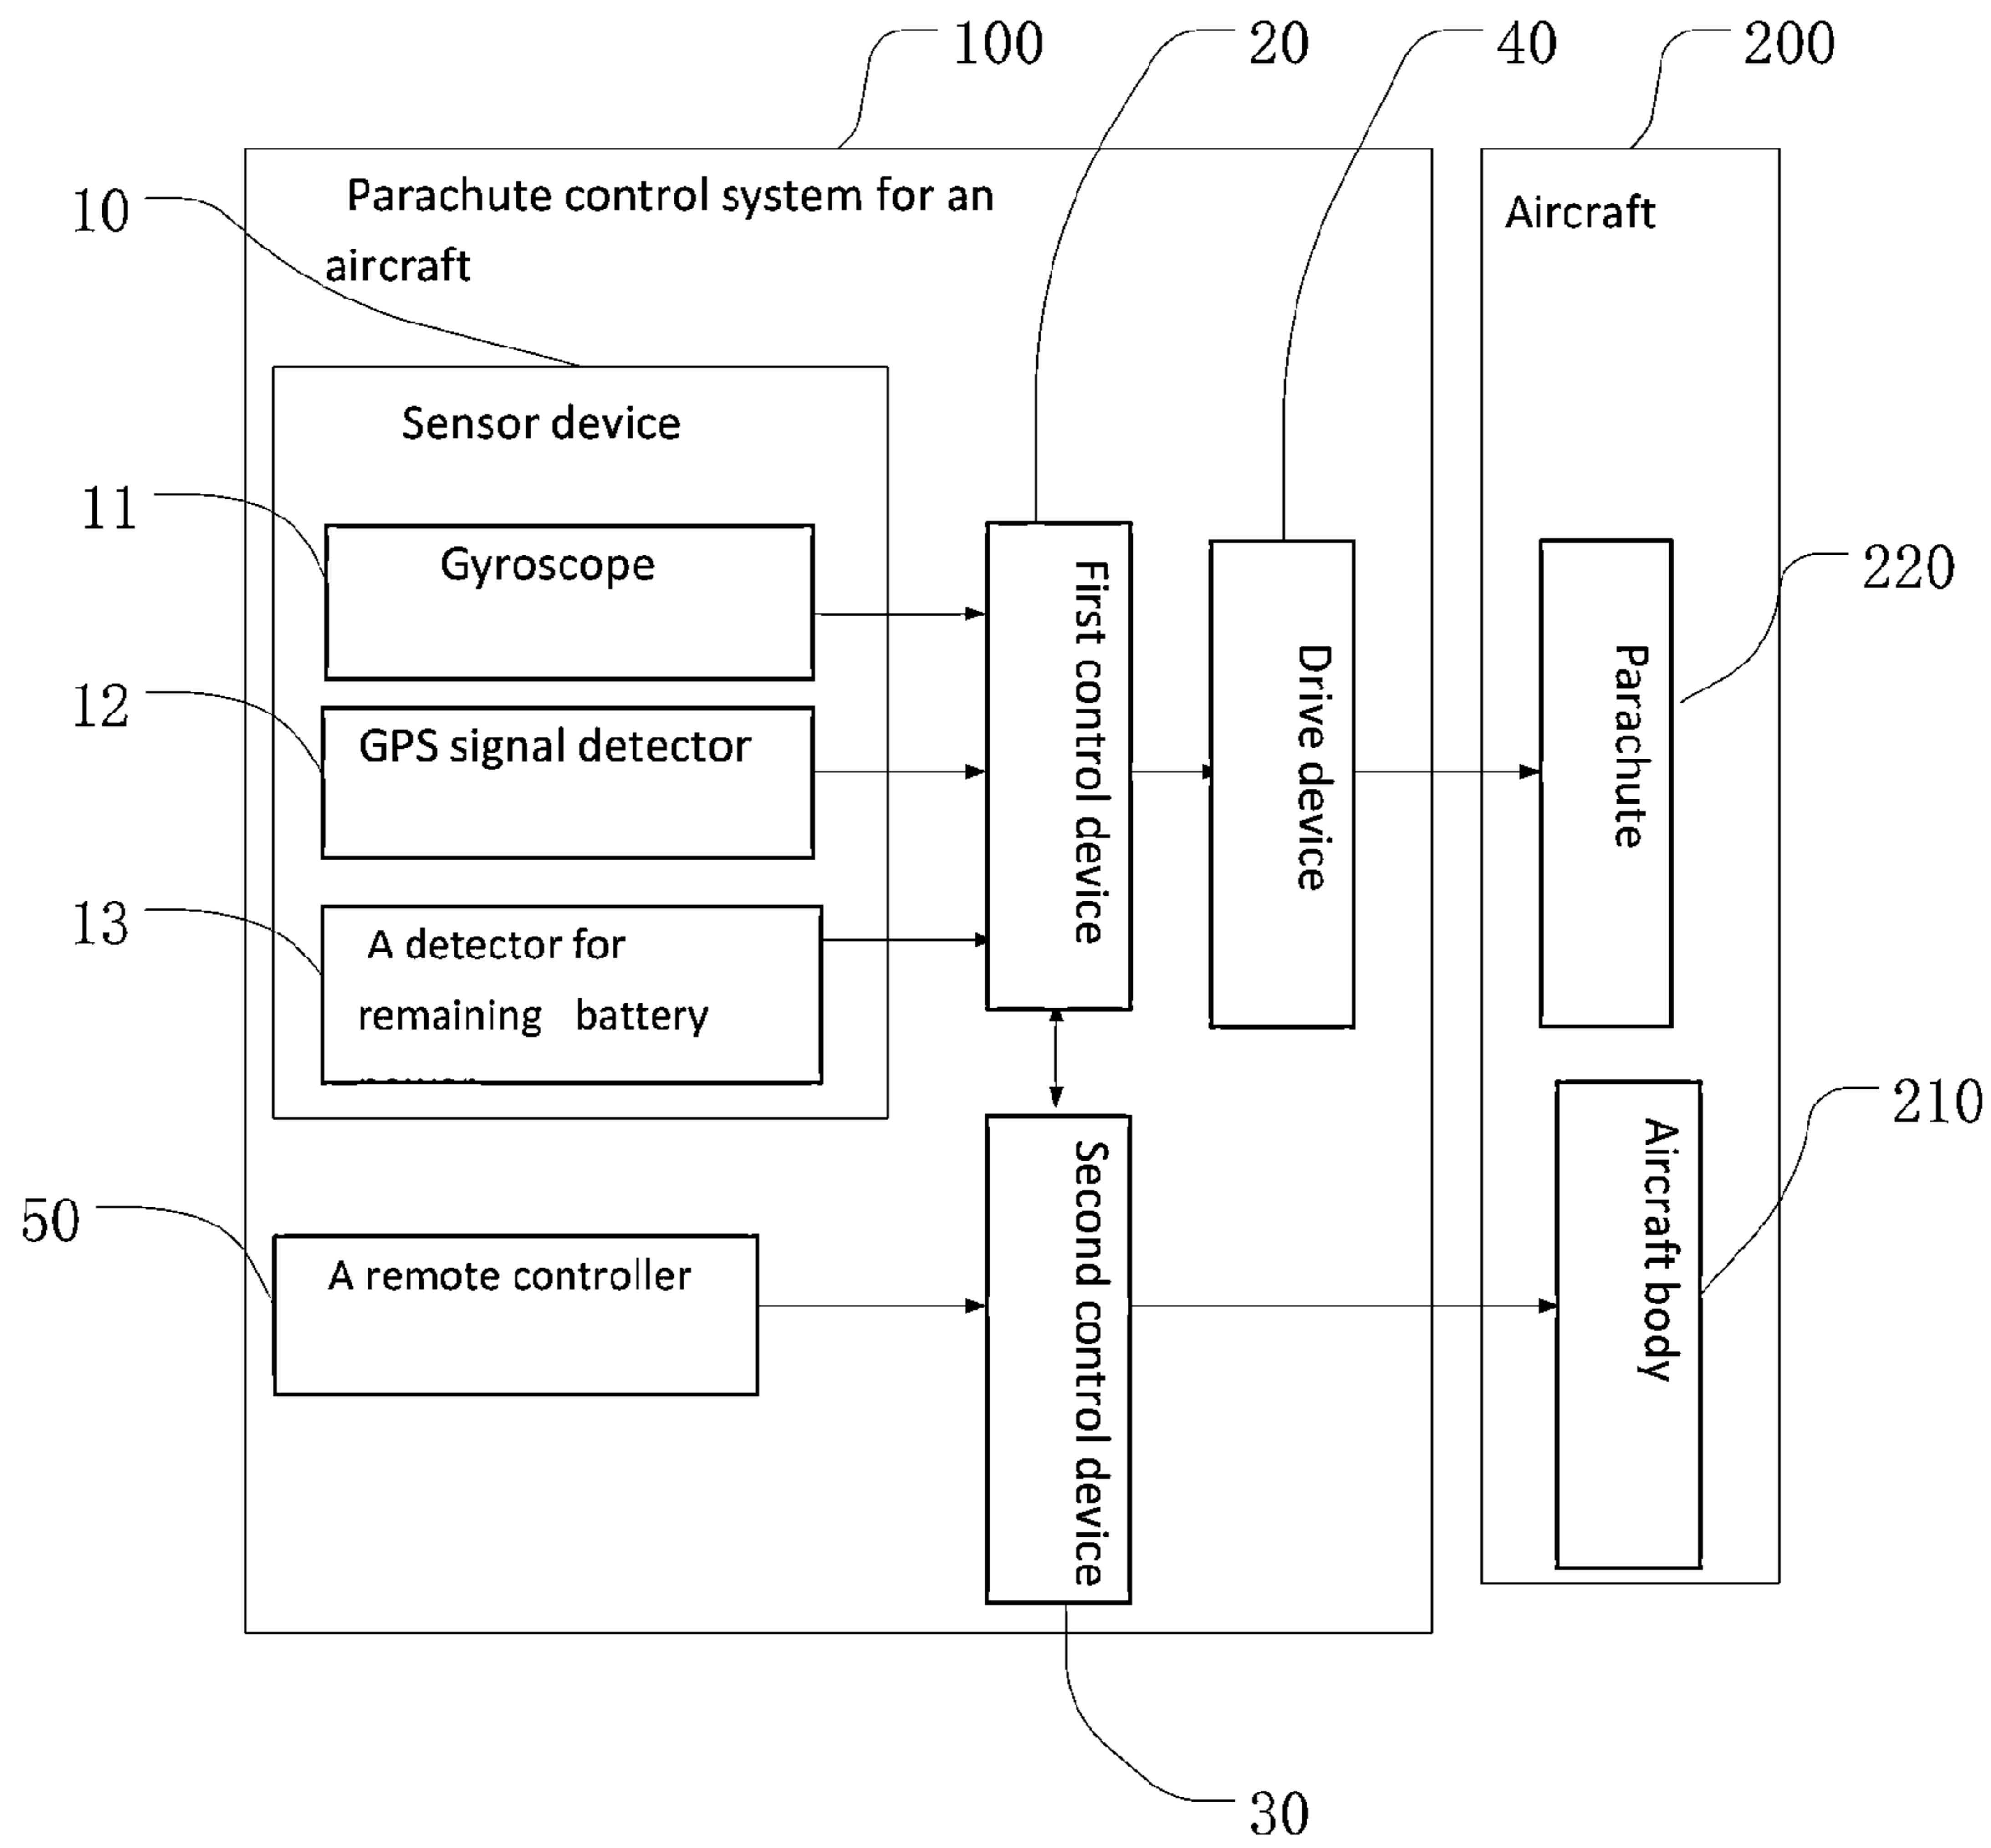 100
20
40
200
Parachute control system for an
aircraft
Aircraft
10
Sensor device
11
Gyroscope
First control device
Drive device
Parachute
220
12
GPS signal detector
13
A detector for
remaining battery
210
Aircraft body
Second control device
50
A remote controller
30